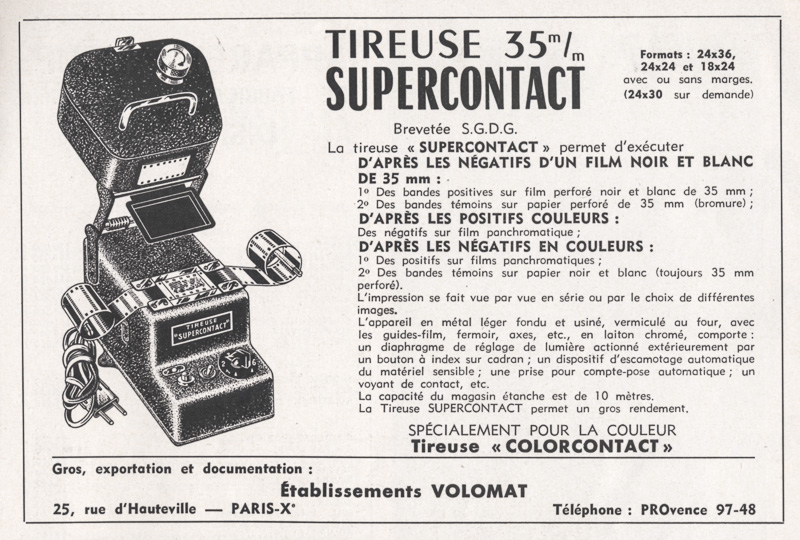 TIREUSE 35 m/m
SUPERCONTACT
Formats : 24x36,
24x24 et 18x24
avec ou sans marges.
(24x30 sur demande)
Brevetée S.G.D.G.
La tireuse « SUPERCONTACT » permet d'exécuter
D'APRÈS LES NÉGATIFS D'UN FILM NOIR ET BLANC
DE 35 mm :
1º Des bandes positives sur film perforé noir et blanc de 35 mm ;
2º Des bandes témoins sur papier perforé de 35 mm (bromure) ;
D'APRÈS LES POSITIFS COULEURS :
Des négatifs sur film panchromatique ;
D'APRÈS LES NÉGATIFS EN COULEURS :
1º Des positifs sur films panchromatiques ;
2º Des bandes témoins sur papier noir et blanc (toujours 35 mm
perforé).
L'impression se fait vue par vue en série ou par le choix de différentes
images.
L'appareil en métal léger fondu et usiné, vermiculé au four, avec
les guides-film, fermoir, axes, etc., en laiton chromé, comporte :
un diaphragme de réglage de lumière actionné extérieurement par
un bouton à index sur cadran ; un dispositif d'escamotage automatique
du matériel sensible ; une prise pour compte-pose automatique ; un
voyant de contact, etc.
La capacité du magasin étanche est de 10 mètres.
La Tireuse SUPERCONTACT permet un gros rendement.
SPÉCIALEMENT POUR LA COULEUR
Tireuse « COLORCONTACT »
TIREUSE
"SUPERCONTACT"
Gros, exportation et documentation :
Établissements VOLOMAT
25, rue d'Hauteville — PARIS-Xe
Téléphone : PROvence 97-48